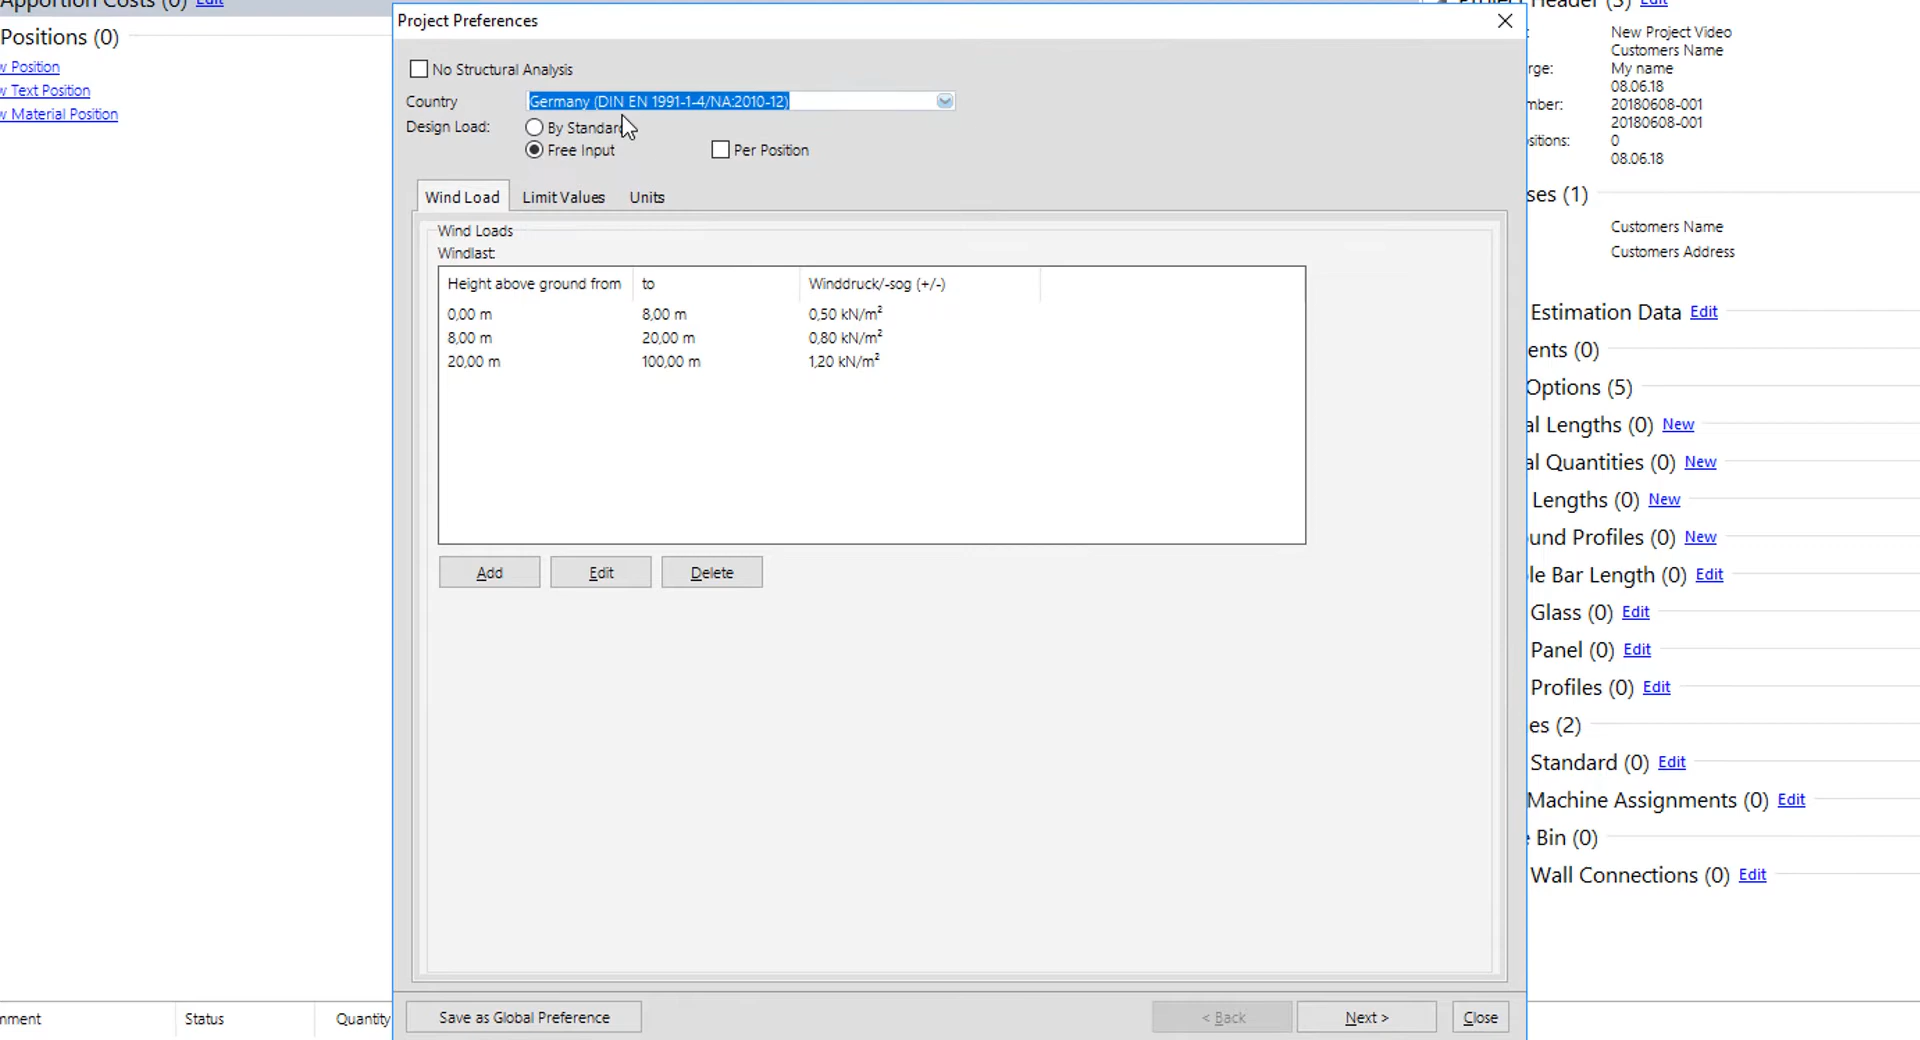 Apportion Costs (0) Edit
Positions (0)
w Position
w Text Position
w Material Position
nment
Status
Quantity
Project Preferences
No Structural Analysis
Country
Germany (DIN EN 1991-1-4/NA:2010-12)
Design Load:
By Standard
Free Input
Per Position
Wind Load
Limit Values
Units
Wind Loads
Windlast:
Height above ground from to Winddruck/-sog (+/-)
0,00 m 8,00 m 0,50 kN/m²
8,00 m 20,00 m 0,80 kN/m²
20,00 m 100,00 m 1,20 kN/m²
Add
Edit
Delete
Save as Global Preference
< Back
Next >
Close
Project Header (3) Edit
: New Project Video
Customers Name
rge: My name
08.06.18
mber: 20180608-001
20180608-001
sitions: 0
08.06.18
ses (1)
Customers Name
Customers Address
Estimation Data Edit
ents (0)
Options (5)
al Lengths (0) New
al Quantities (0) New
Lengths (0) New
und Profiles (0) New
le Bar Length (0) Edit
Glass (0) Edit
Panel (0) Edit
Profiles (0) Edit
es (2)
Standard (0) Edit
Machine Assignments (0) Edit
e Bin (0)
Wall Connections (0) Edit